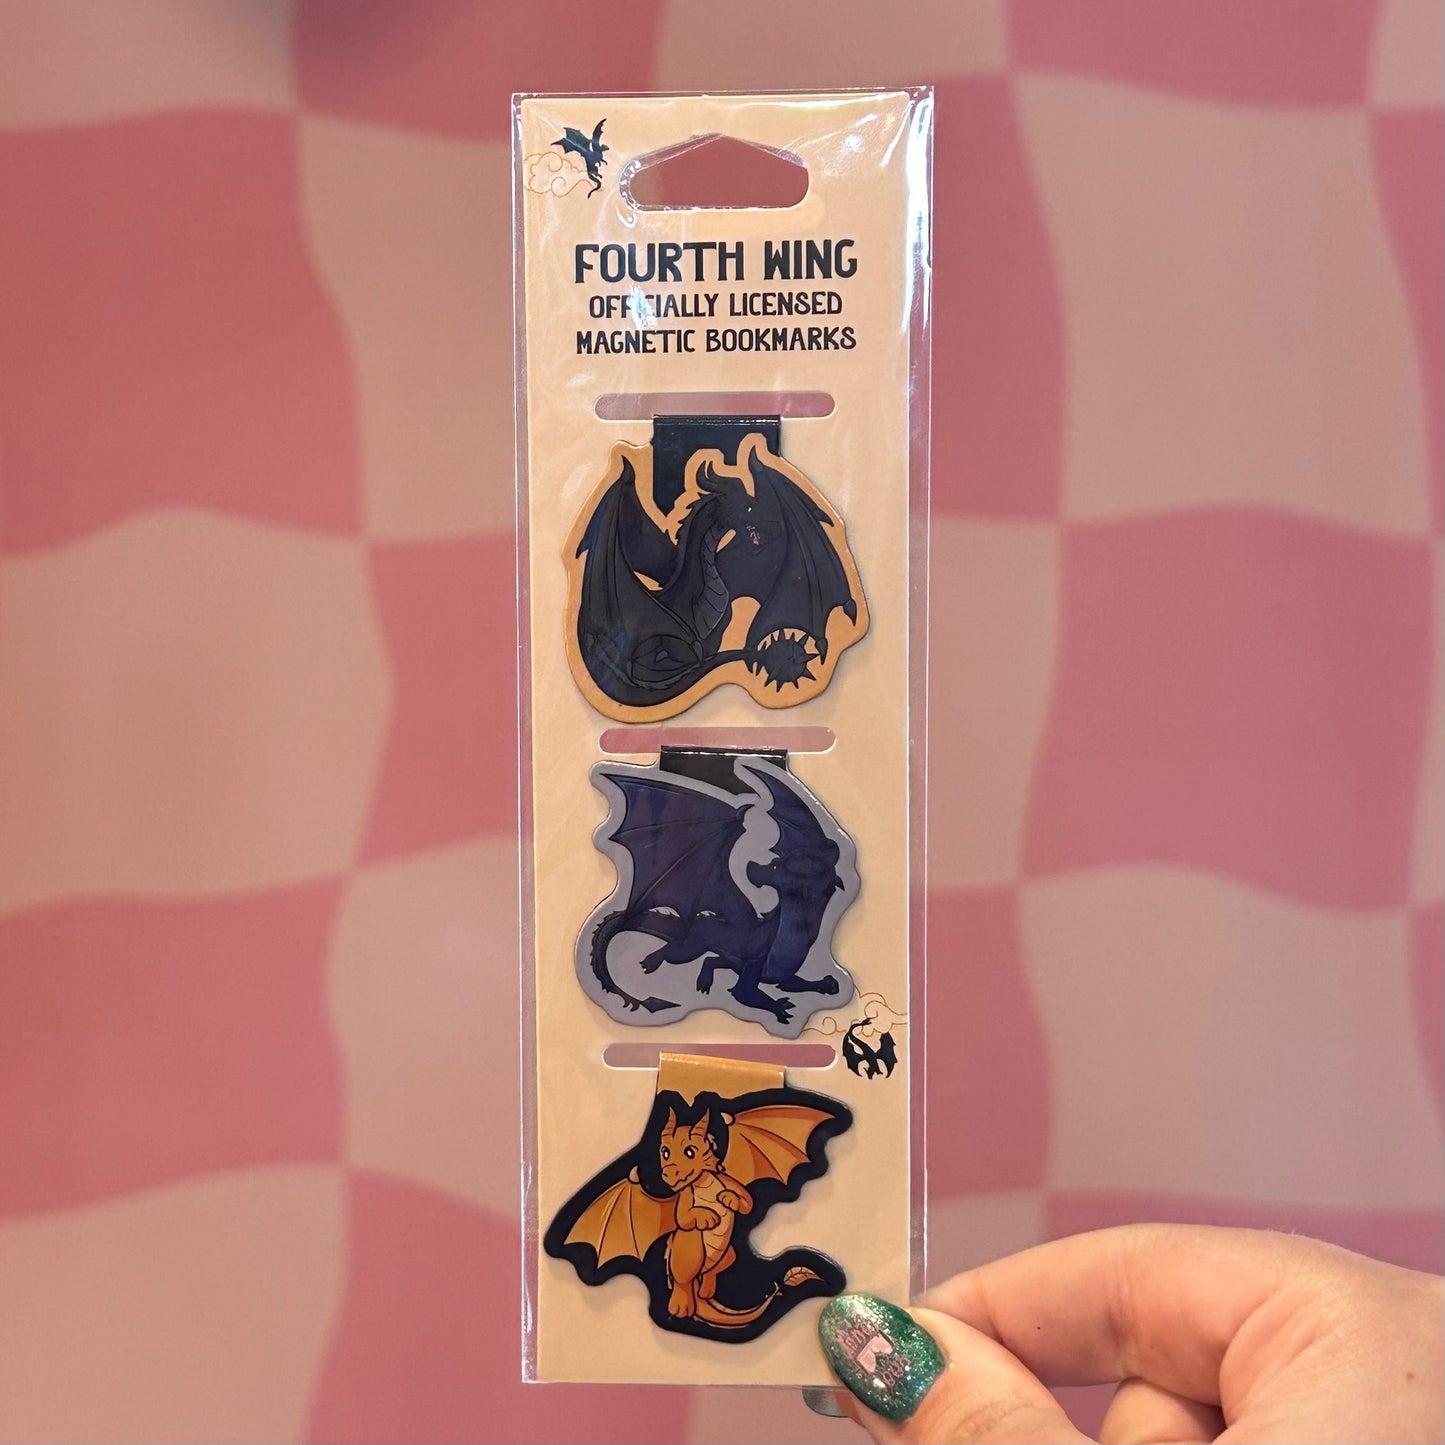 FOURTH WING
OFFICIALLY LICENSED
MAGNETIC BOOKMARKS